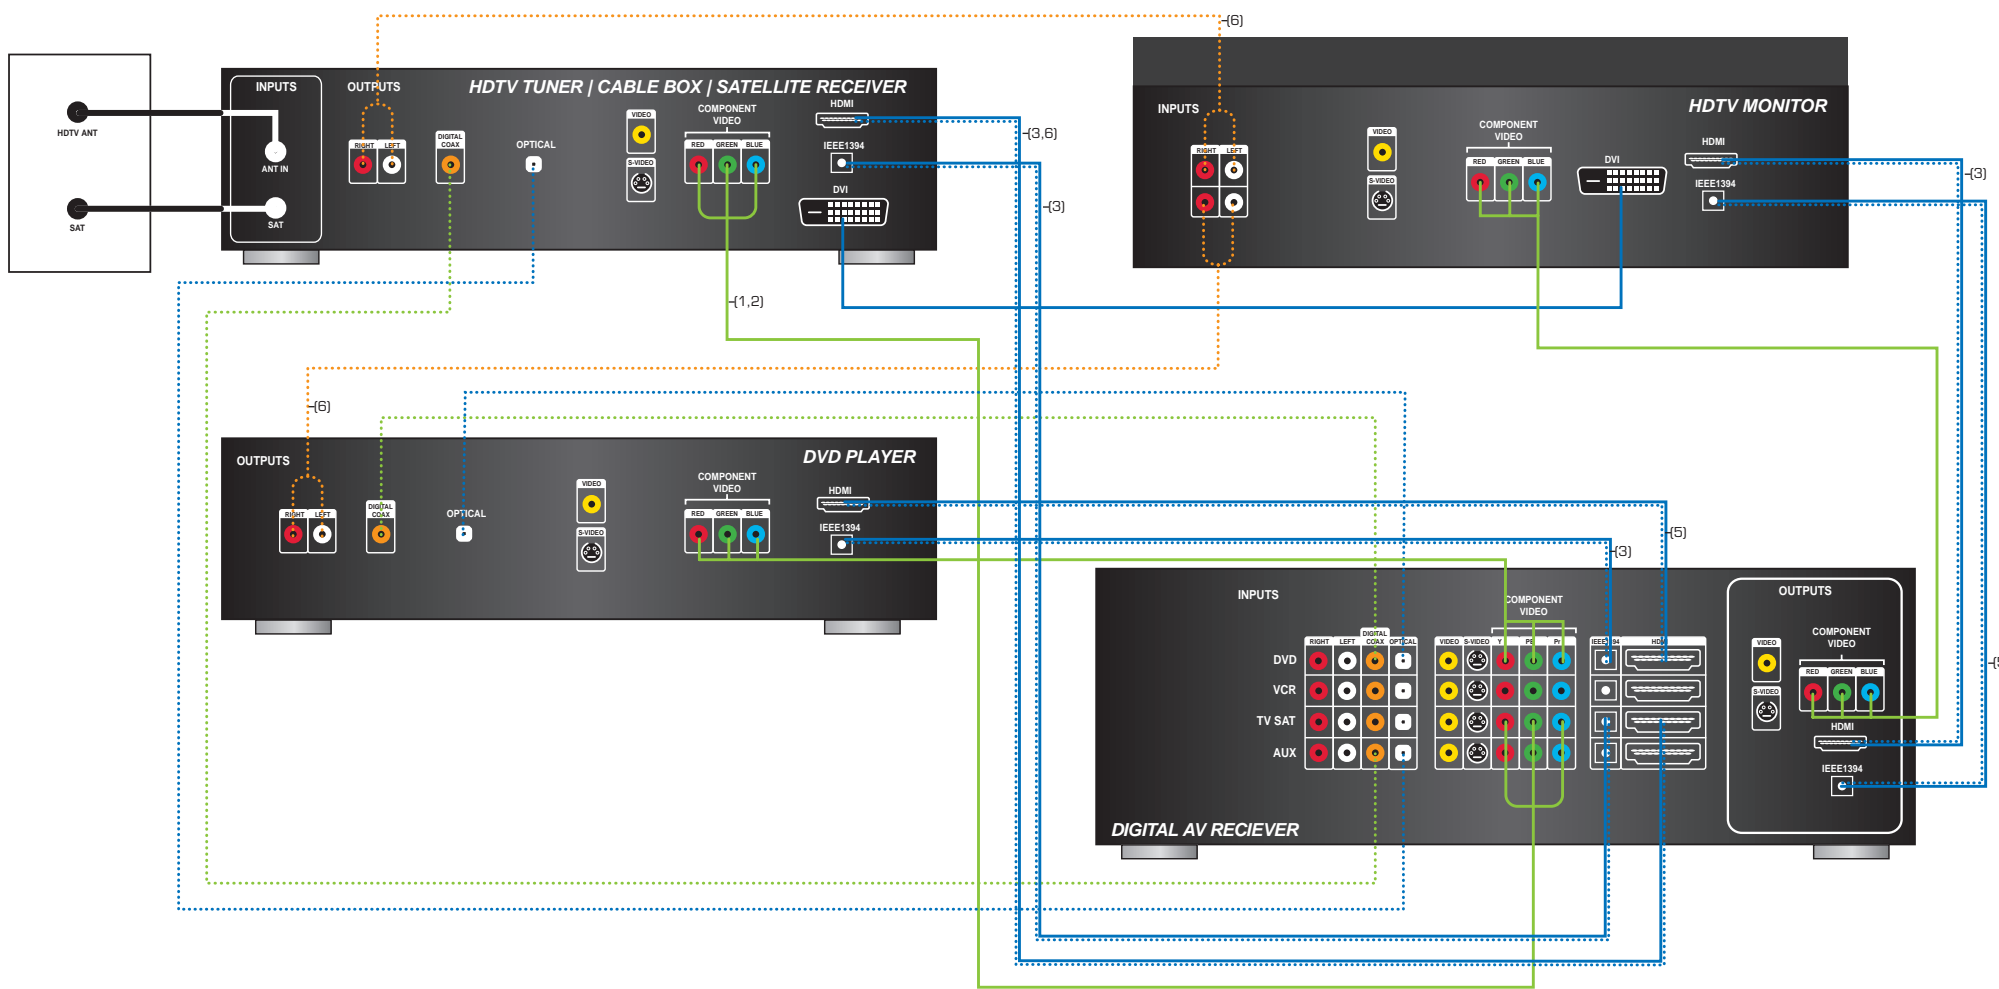 -(6)
HDTV ANT
SAT
INPUTS
ANT IN
SAT
OUTPUTS
RIGHT LEFT
DIGITAL
COAX
OPTICAL
HDTV TUNER / CABLE BOX / SATELLITE RECEIVER
VIDEO
S-VIDEO
COMPONENT
VIDEO
RED GREEN BLUE
HDMI
IEEE1394
DVI
-(3,6)
-(3)
-(1,2)
INPUTS
HDTV MONITOR
RIGHT LEFT
VIDEO
S-VIDEO
COMPONENT
VIDEO
RED GREEN BLUE
DVI
HDMI
IEEE1394
-(3)
-(6)
OUTPUTS
DVD PLAYER
RIGHT LEFT
DIGITAL
COAX
OPTICAL
VIDEO
S-VIDEO
COMPONENT
VIDEO
RED GREEN BLUE
HDMI
IEEE1394
-(5)
-(3)
INPUTS
COMPONENT
VIDEO
RIGHT LEFT DIGITAL COAX OPTICAL VIDEO S-VIDEO Y Pr IEEE1394
DVD
VCR
TV SAT
AUX
DIGITAL AV RECIEVER
OUTPUTS
VIDEO
S-VIDEO
COMPONENT
VIDEO
RED GREEN BLUE
HDMI
IEEE1394